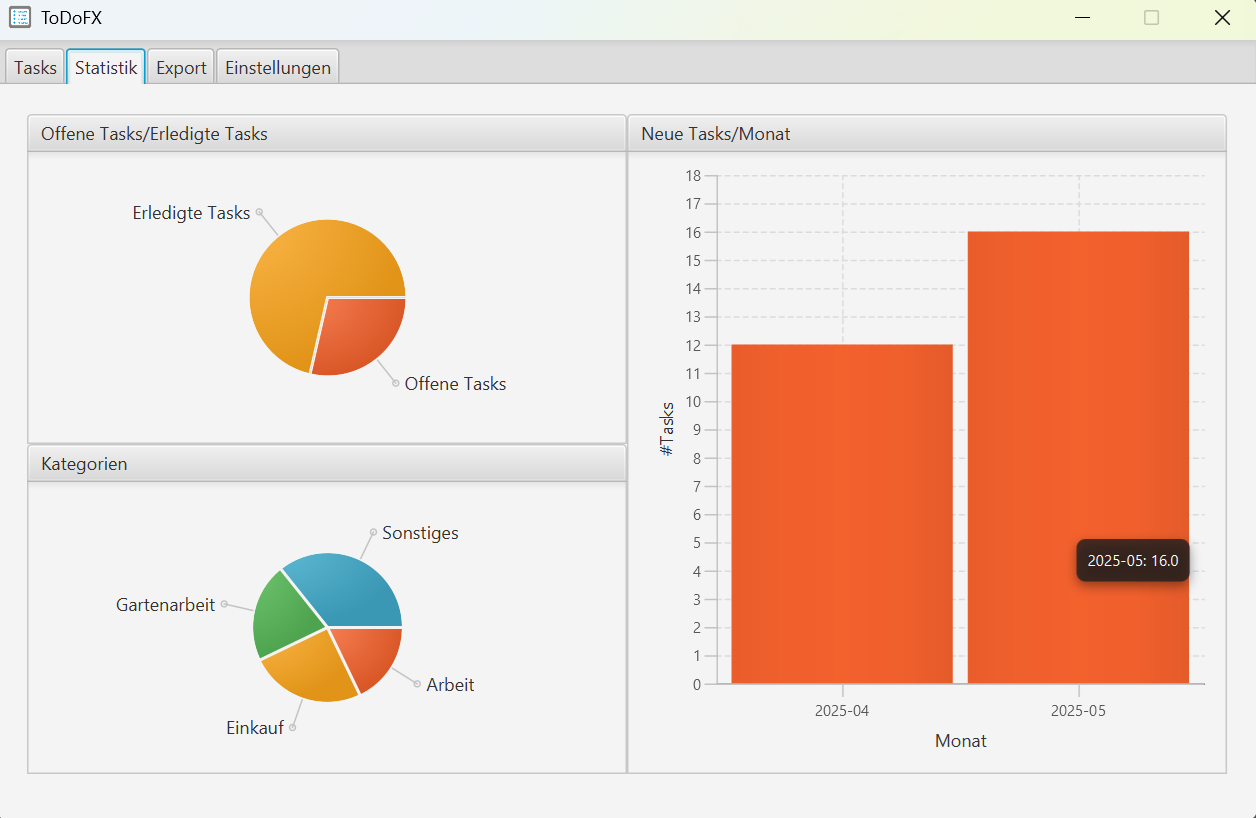 ToDoFX
Tasks Statistik Export Einstellungen
Offene Tasks/Erledigte Tasks
Erledigte Tasks
Offene Tasks
Kategorien
Sonstiges
Gartenarbeit
Arbeit
Einkauf
Neue Tasks/Monat
18
17
16
15
14
13
12
11
10
9
8
7
6
5
4
3
2
1
0
#Tasks
2025-05: 16.0
2025-04 2025-05
Monat